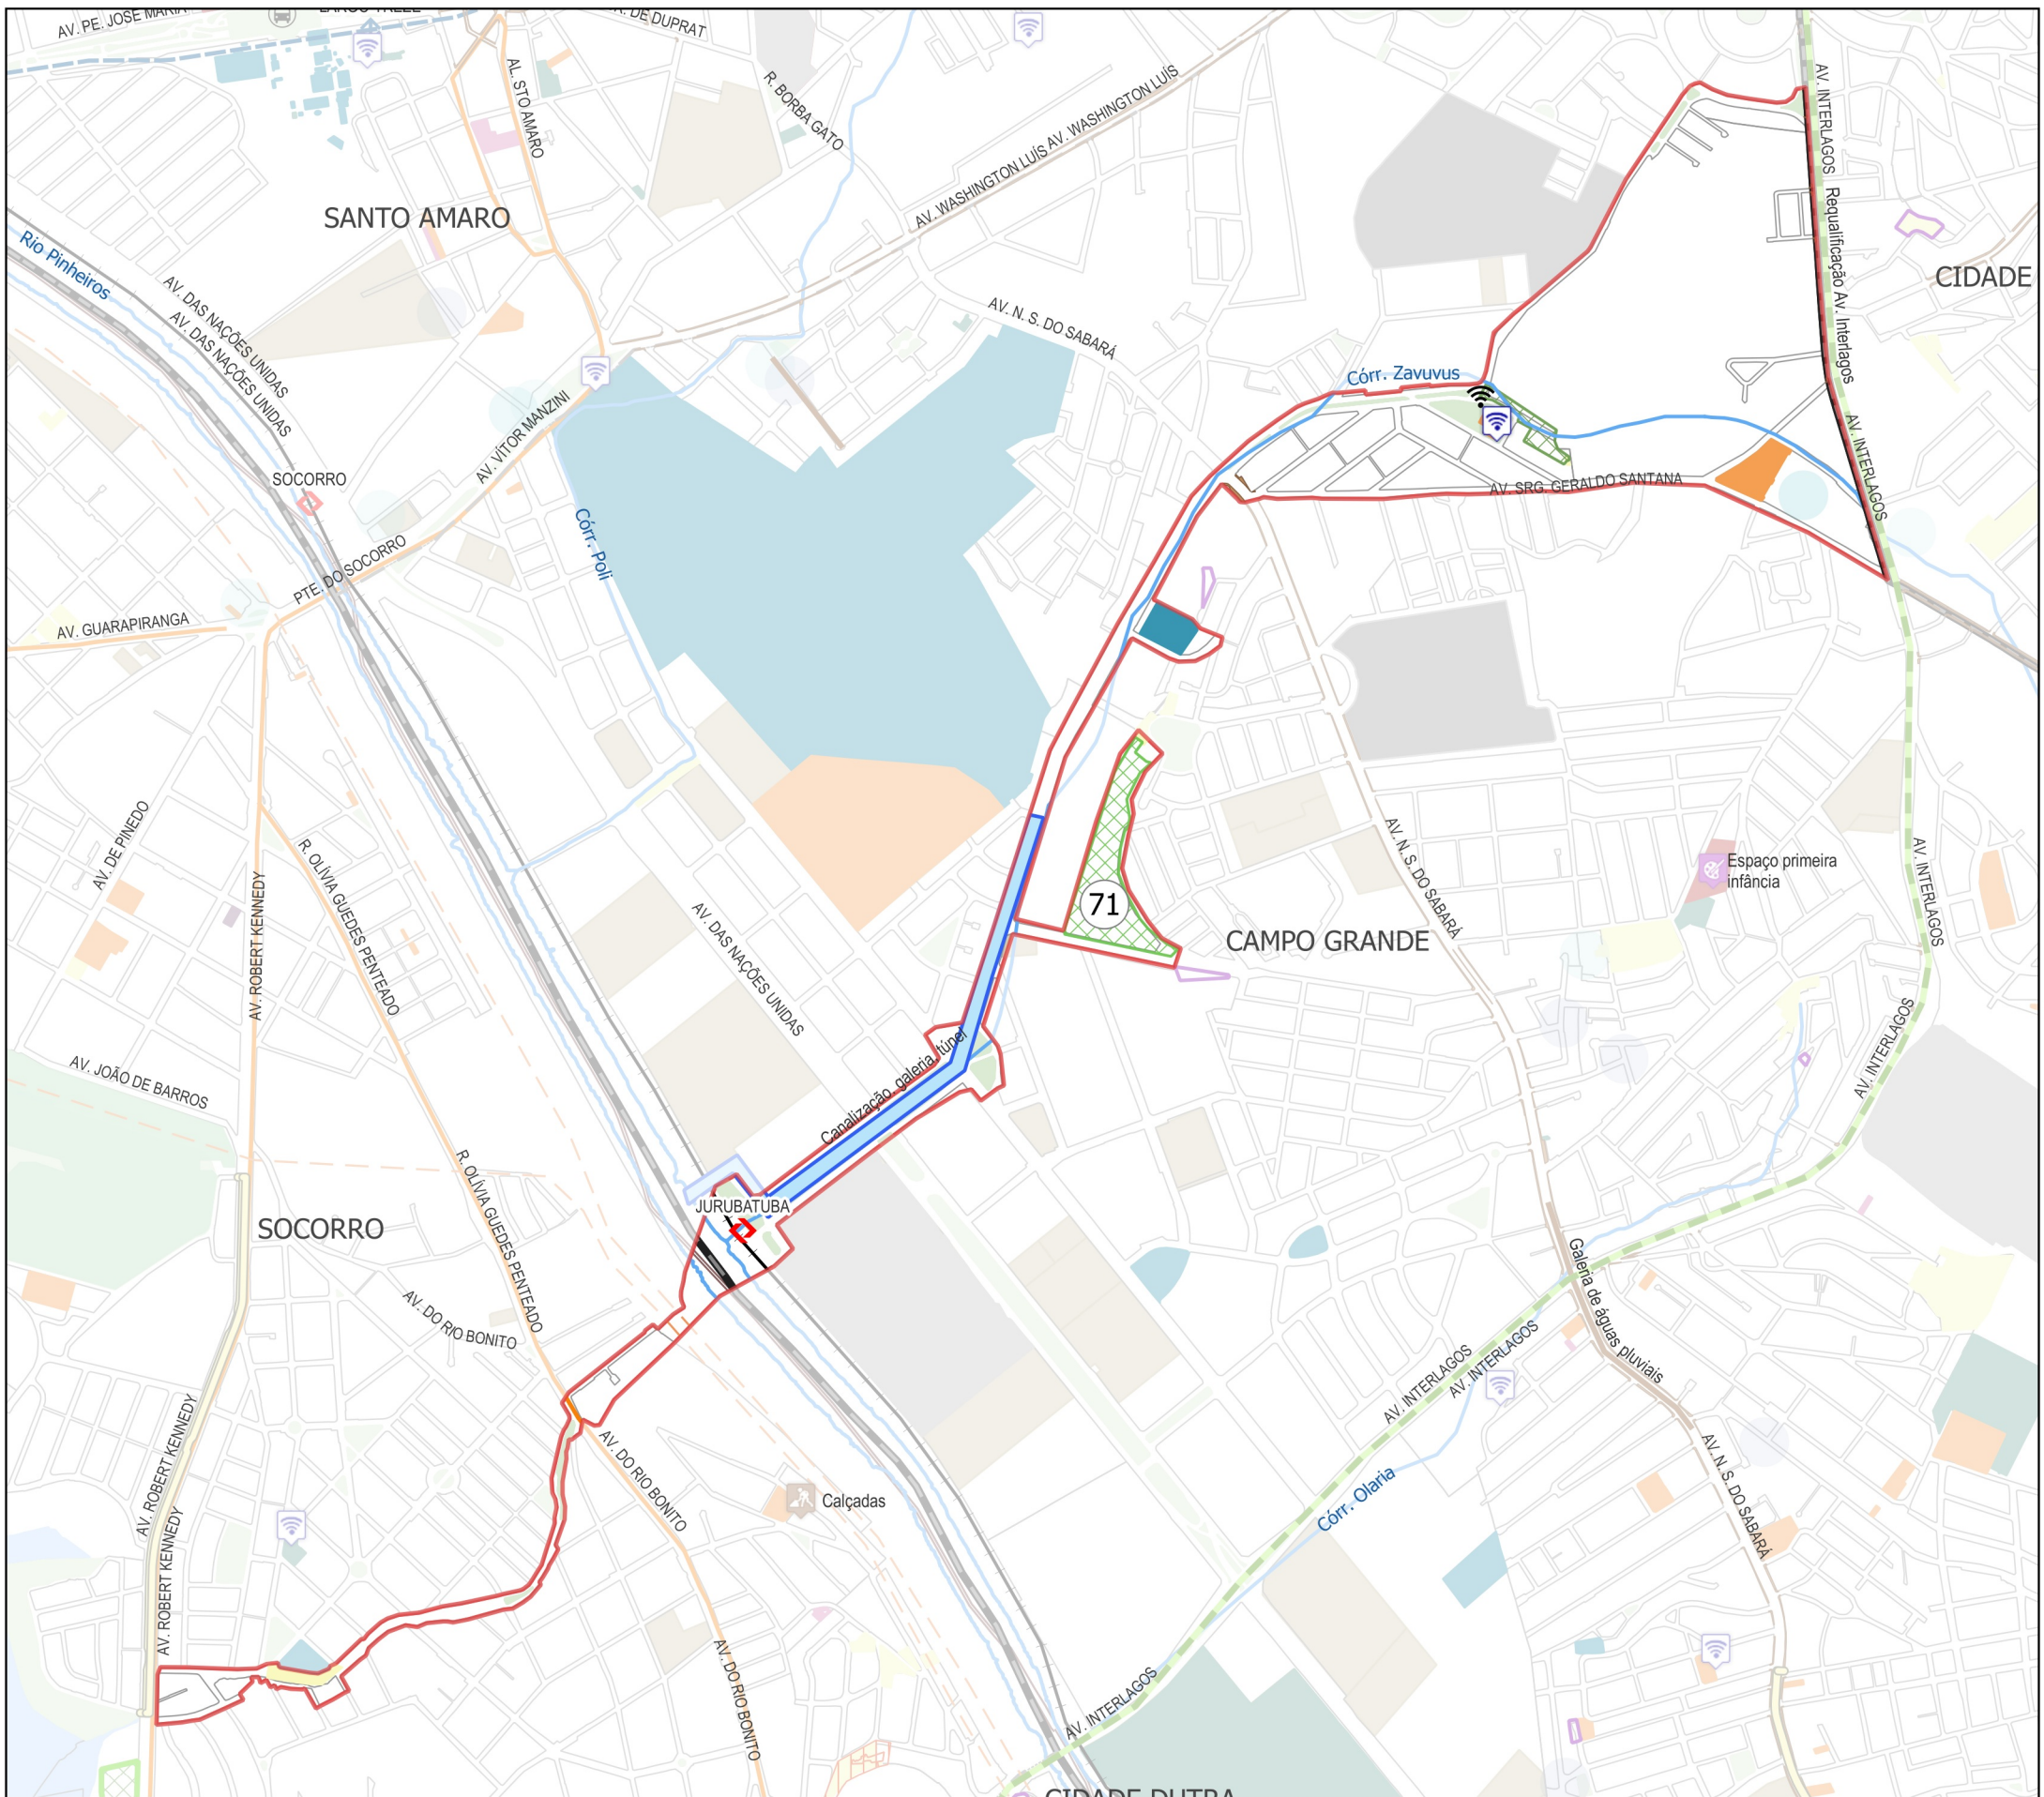 AV. PE. JOSÉ MARIA
LARGO TREZE
R. DE DUPRAT
AL. STO AMARO
R. BORBA GATO
AV. WASHINGTON LUÍS
AV. WASHINGTON LUÍS
AV. INTERLAGOS
SANTO AMARO
Rio Pinheiros
AV. DAS NAÇÕES UNIDAS
AV. DAS NAÇÕES UNIDAS
Requalificação Av. Interlagos
CIDADE
AV. N. S. DO SABARÁ
Córr. Zavuvus
AV. VÍTOR MANZINI
AV. INTERLAGOS
SOCORRO
AV. SRG. GERALDO SANTANA
Córr. Poli
PTE. DO SOCORRO
AV. GUARAPIRANGA
AV. DE PINEDO
R. OLÍVIA GUEDES PENTEADO
AV. N. S. DO SABARÁ
Espaço primeira
infância
AV. INTERLAGOS
AV. ROBERT KENNEDY
71
AV. DAS NAÇÕES UNIDAS
CAMPO GRANDE
AV. JOÃO DE BARROS
Canalização, galeria, túnel
AV. INTERLAGOS
R. OLÍVIA GUEDES PENTEADO
JURUBATUBA
SOCORRO
Galeria de águas pluviais
AV. DO RIO BONITO
AV. INTERLAGOS
AV. INTERLAGOS
AV. ROBERT KENNEDY
AV. DO RIO BONITO
Calçadas
Córr. Olaria
AV. N. S. DO SABARÁ
AV. ROBERT KENNEDY
AV. DO RIO BONITO
AV. INTERLAGOS
CIDADE DUTRA